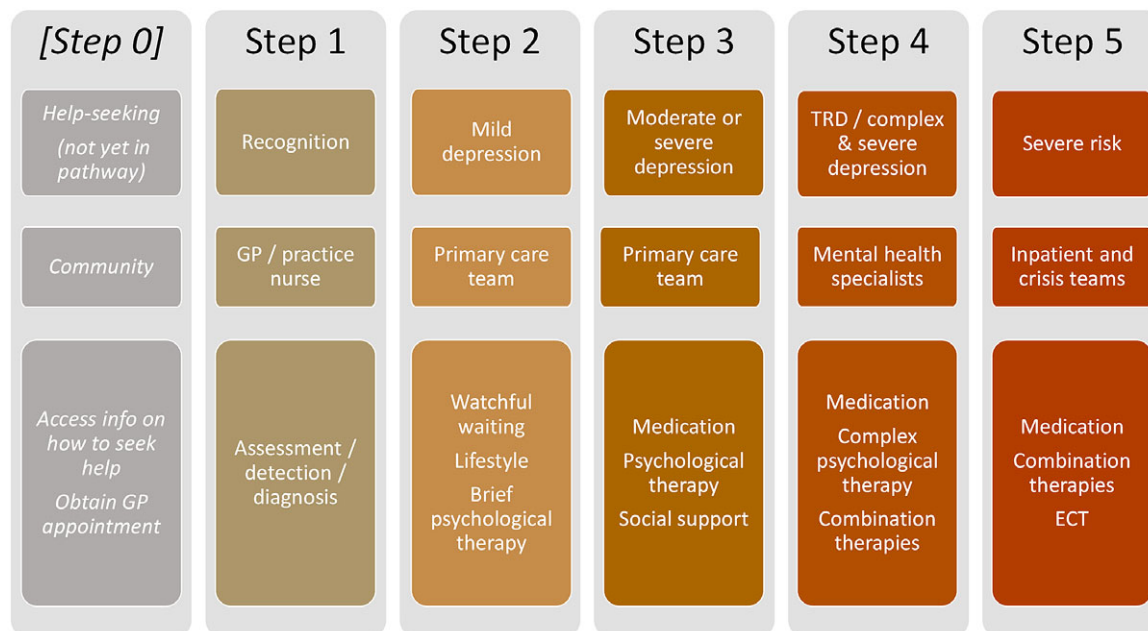 [Step 0]
Help-seeking
(not yet in
pathway)
Community
Access info on
how to seek
help
Obtain GP
appointment
Step 1
Recognition
GP / practice
nurse
Assessment /
detection /
diagnosis
Step 2
Mild
depression
Primary care
team
Watchful
waiting
Lifestyle
Brief
psychological
therapy
Step 3
Moderate or
severe
depression
Primary care
team
Medication
Psychological
therapy
Social support
Step 4
TRD / complex
& severe
depression
Mental health
specialists
Medication
Complex
psychological
therapy
Combination
therapies
Step 5
Severe risk
Inpatient and
crisis teams
Medication
Combination
therapies
ECT